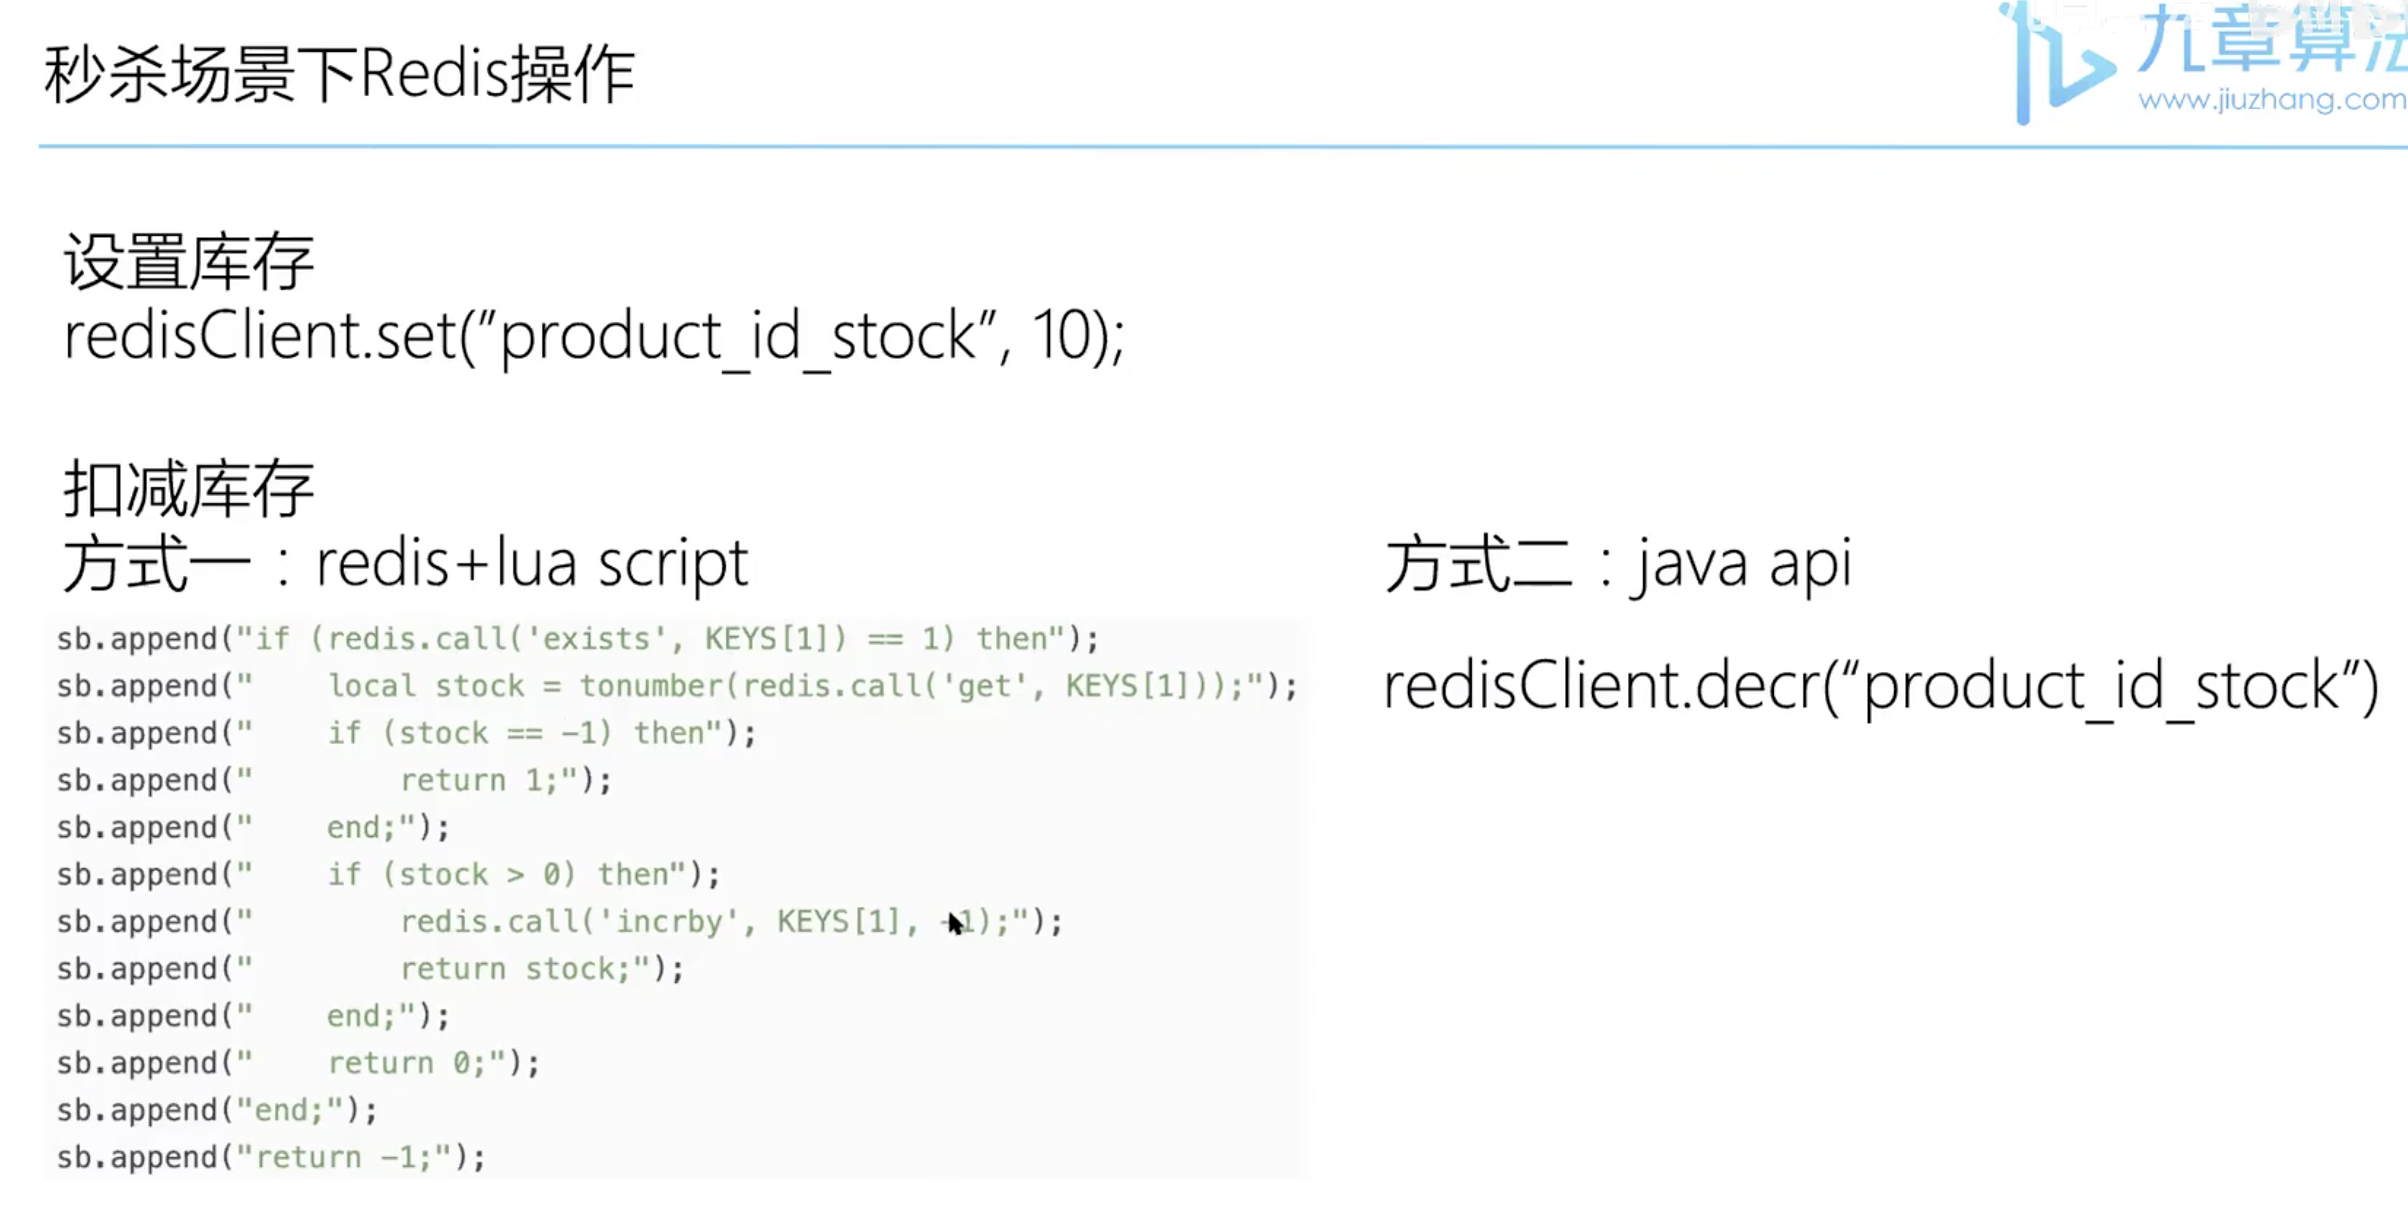 秒杀场景下Redis操作
九章算法
www.jiuzhang.com
设置库存
redisClient.set(“product_id_stock”, 10);
扣减库存
方式一：redis+lua script
sb.append("if (redis.call('exists', KEYS[1]) == 1) then");
sb.append("    local stock = tonumber(redis.call('get', KEYS[1]));");
sb.append("    if (stock == -1) then");
sb.append("        return 1;");
sb.append("    end;");
sb.append("    if (stock > 0) then");
sb.append("        redis.call('incrby', KEYS[1], -1);");
sb.append("        return stock;");
sb.append("    end;");
sb.append("    return 0;");
sb.append("end;");
sb.append("return -1;");
方式二：java api
redisClient.decr(“product_id_stock”)